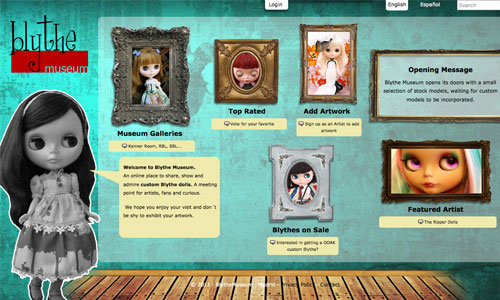 Login
English
Español
Search
blythe
museum
Opening Message
Blythe Museum opens its doors with a small
selection of stock models, waiting for custom
models to be incorporated.
Top Rated
Vote for your favorite
Add Artwork
Sign up as an Artist to add
artwork
Museum Galleries
Kenner Room, RBL, SBL...
Welcome to Blythe Museum.
An online place to share, show and
admire custom Blythe dolls. A meeting
point for artists, fans and curious.
We hope you enjoy your visit and don´t
be shy to exhibit your artwork.
Blythes on Sale
Interested in getting a OOAK
custom Blythe?
Featured Artist
The Ripper Dolls
© 2011 · BlytheMuseum · Madrid · Privacy Policy · Contact